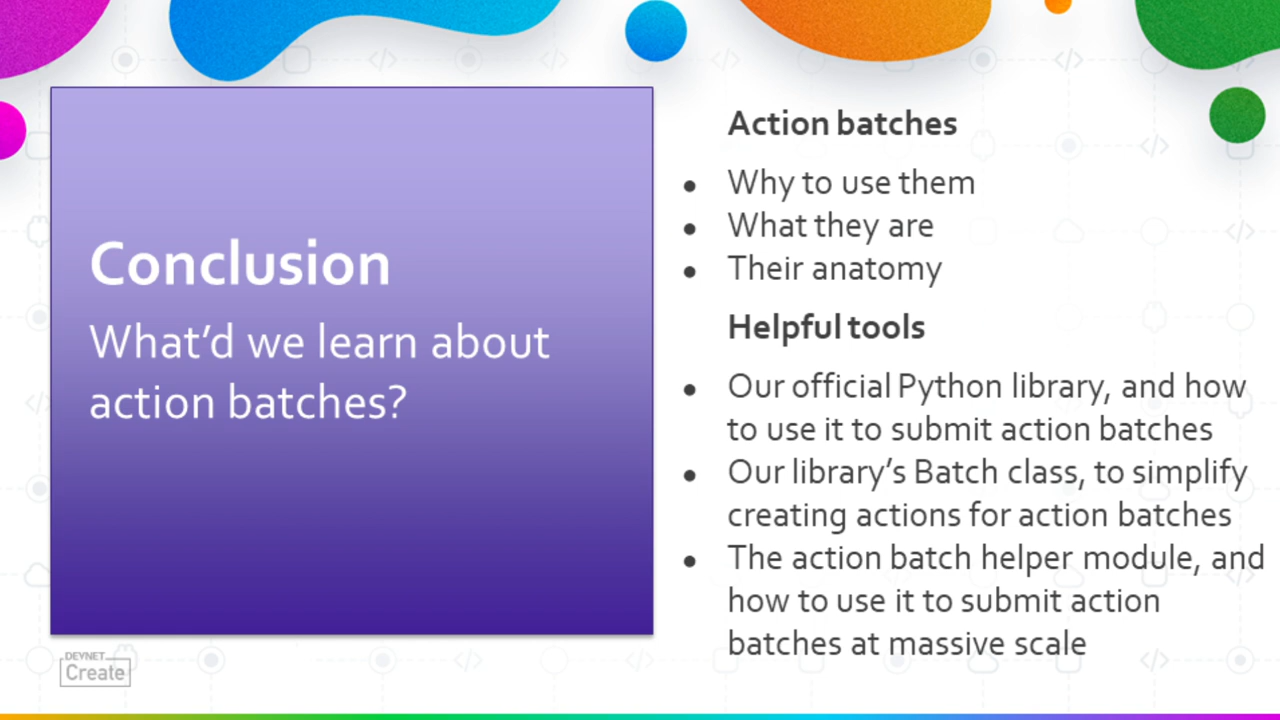 Conclusion
What'd we learn about
action batches?
Action batches
• Why to use them
• What they are
• Their anatomy
Helpful tools
• Our official Python library, and how
to use it to submit action batches
• Our library's Batch class, to simplify
creating actions for action batches
• The action batch helper module, and
how to use it to submit action
batches at massive scale
DEVNET
Create